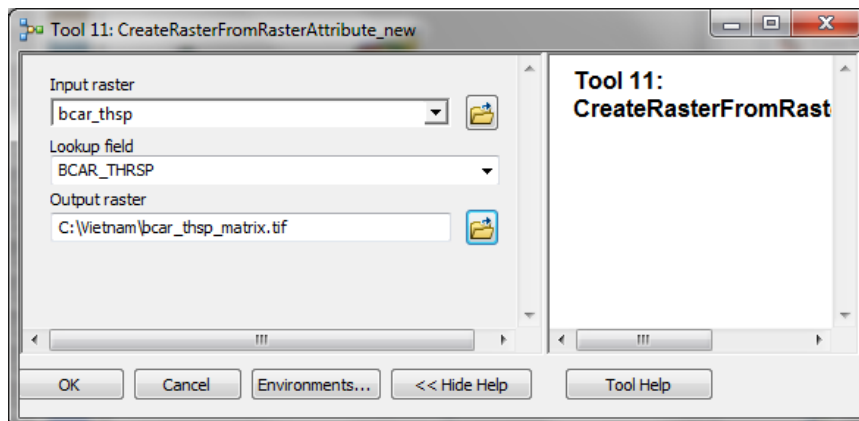 Tool 11: CreateRasterFromRasterAttribute_new
Input raster
bcar_thsp
Lookup field
BCAR_THRSP
Output raster
C:\Vietnam\bcar_thsp_matrix.tif
Tool 11:
CreateRasterFromRast
OK
Cancel
Environments...
<< Hide Help
Tool Help